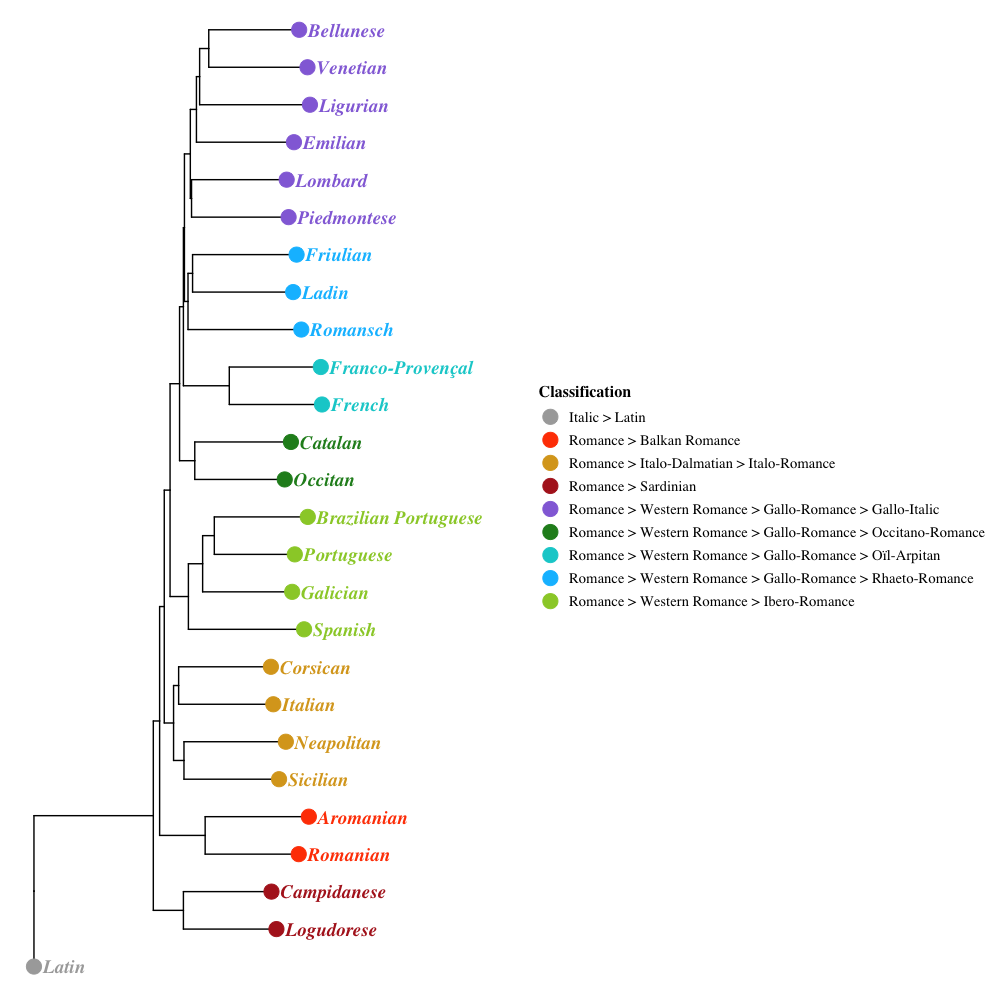 Bellunese
Venetian
Ligurian
Emilian
Lombard
Piedmontese
Friulian
Ladin
Romansch
Franco-Provençal
French
Catalan
Occitan
Brazilian Portuguese
Portuguese
Galician
Spanish
Corsican
Italian
Neapolitan
Sicilian
Aromanian
Romanian
Campidanese
Logudorese
Latin
Classification
Italic > Latin
Romance > Balkan Romance
Romance > Italo-Dalmatian > Italo-Romance
Romance > Sardinian
Romance > Western Romance > Gallo-Romance > Gallo-Italic
Romance > Western Romance > Gallo-Romance > Occitano-Romance
Romance > Western Romance > Gallo-Romance > Oïl-Arpitan
Romance > Western Romance > Gallo-Romance > Rhaeto-Romance
Romance > Western Romance > Ibero-Romance